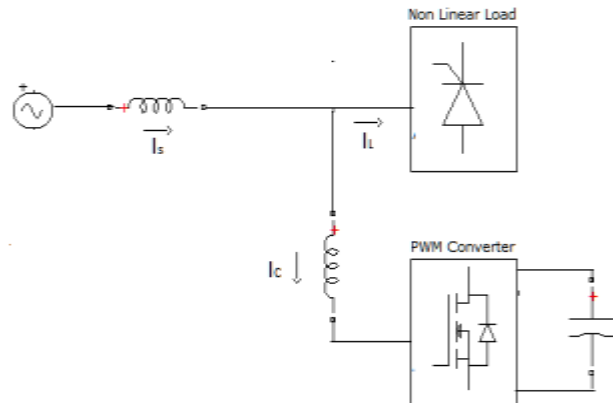 Non Linear Load
+
+
Is
IL
+
Ic
PWM Converter
+